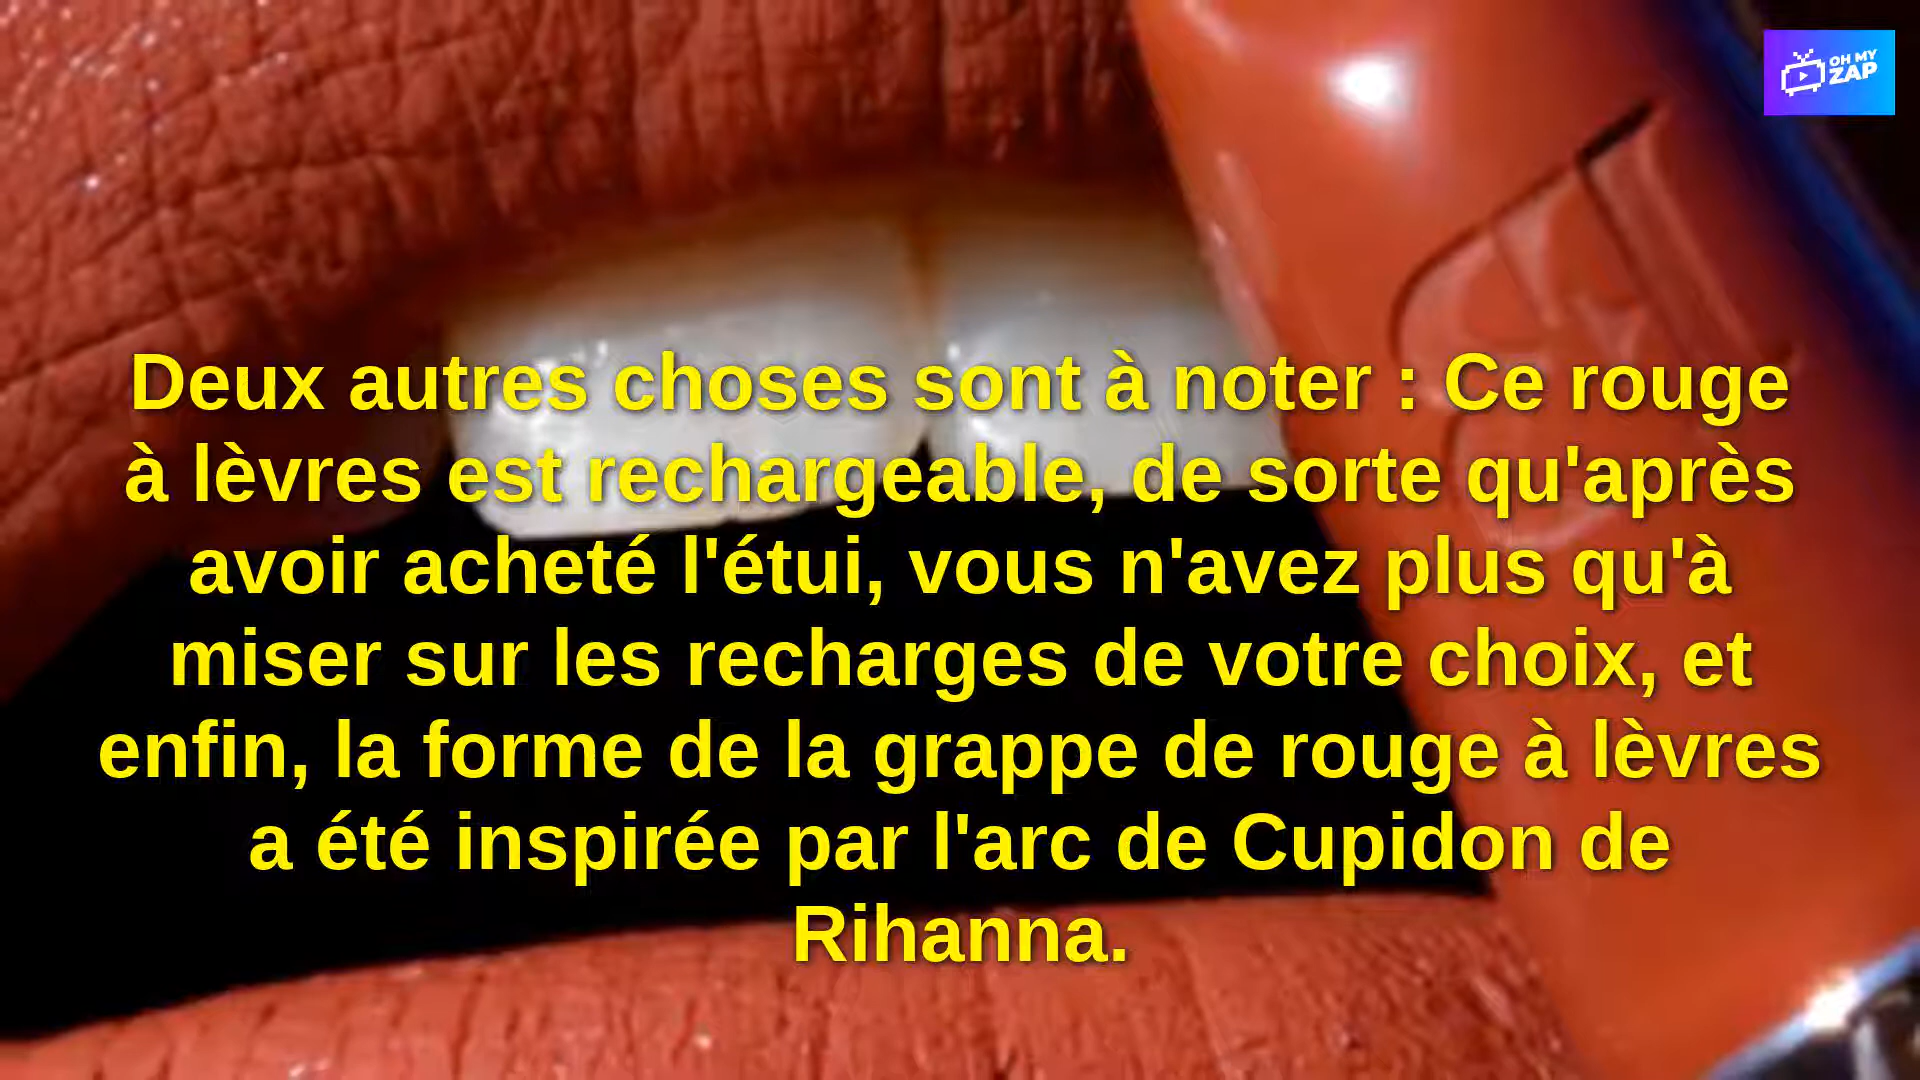 OH MY
ZAP
Deux autres choses sont à noter : Ce rouge
à lèvres est rechargeable, de sorte qu'après
avoir acheté l'étui, vous n'avez plus qu'à
miser sur les recharges de votre choix, et
enfin, la forme de la grappe de rouge à lèvres
a été inspirée par l'arc de Cupidon de
Rihanna.